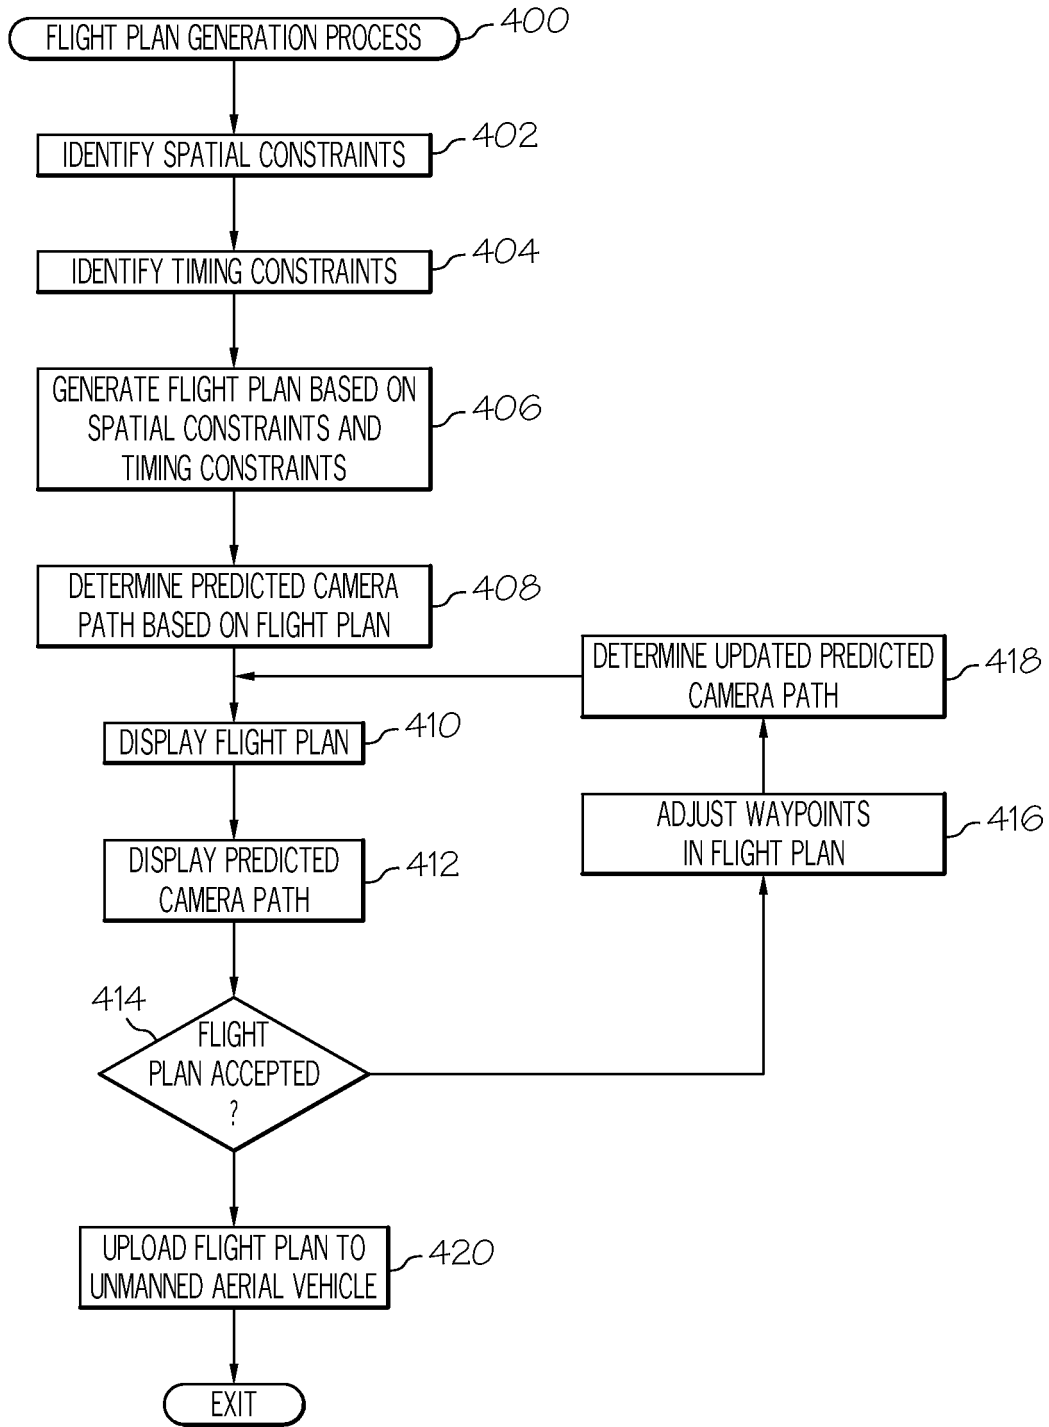 FLIGHT PLAN GENERATION PROCESS
400
IDENTIFY SPATIAL CONSTRAINTS
402
IDENTIFY TIMING CONSTRAINTS
404
GENERATE FLIGHT PLAN BASED ON
SPATIAL CONSTRAINTS AND
TIMING CONSTRAINTS
406
DETERMINE PREDICTED CAMERA
PATH BASED ON FLIGHT PLAN
408
DETERMINE UPDATED PREDICTED
CAMERA PATH
418
DISPLAY FLIGHT PLAN
410
ADJUST WAYPOINTS
IN FLIGHT PLAN
416
DISPLAY PREDICTED
CAMERA PATH
412
414
FLIGHT
PLAN ACCEPTED
?
UPLOAD FLIGHT PLAN TO
UNMANNED AERIAL VEHICLE
420
EXIT